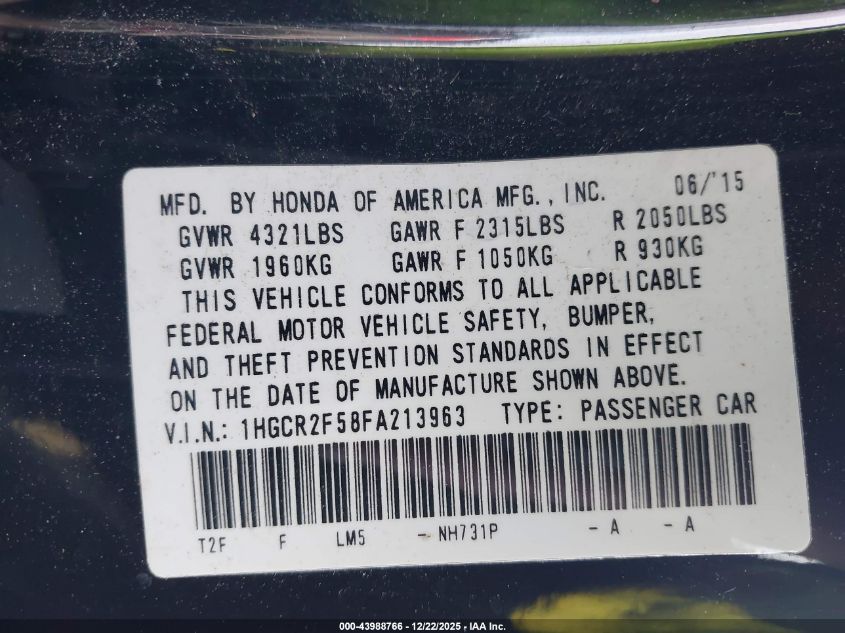 MFD. BY HONDA OF AMERICA MFG., INC. 06/'15
GVWR 4321LBS GAWR F 2315LBS R 2050LBS
GVWR 1960KG GAWR F 1050KG R 930KG
THIS VEHICLE CONFORMS TO ALL APPLICABLE
FEDERAL MOTOR VEHICLE SAFETY, BUMPER,
AND THEFT PREVENTION STANDARDS IN EFFECT
ON THE DATE OF MANUFACTURE SHOWN ABOVE.
V.I.N.: 1HGCR2F58FA213963 TYPE: PASSENGER CAR
T2F F LM5 - NH731P - A - A
000-43988766 - 12/22/2025 - IAA Inc.